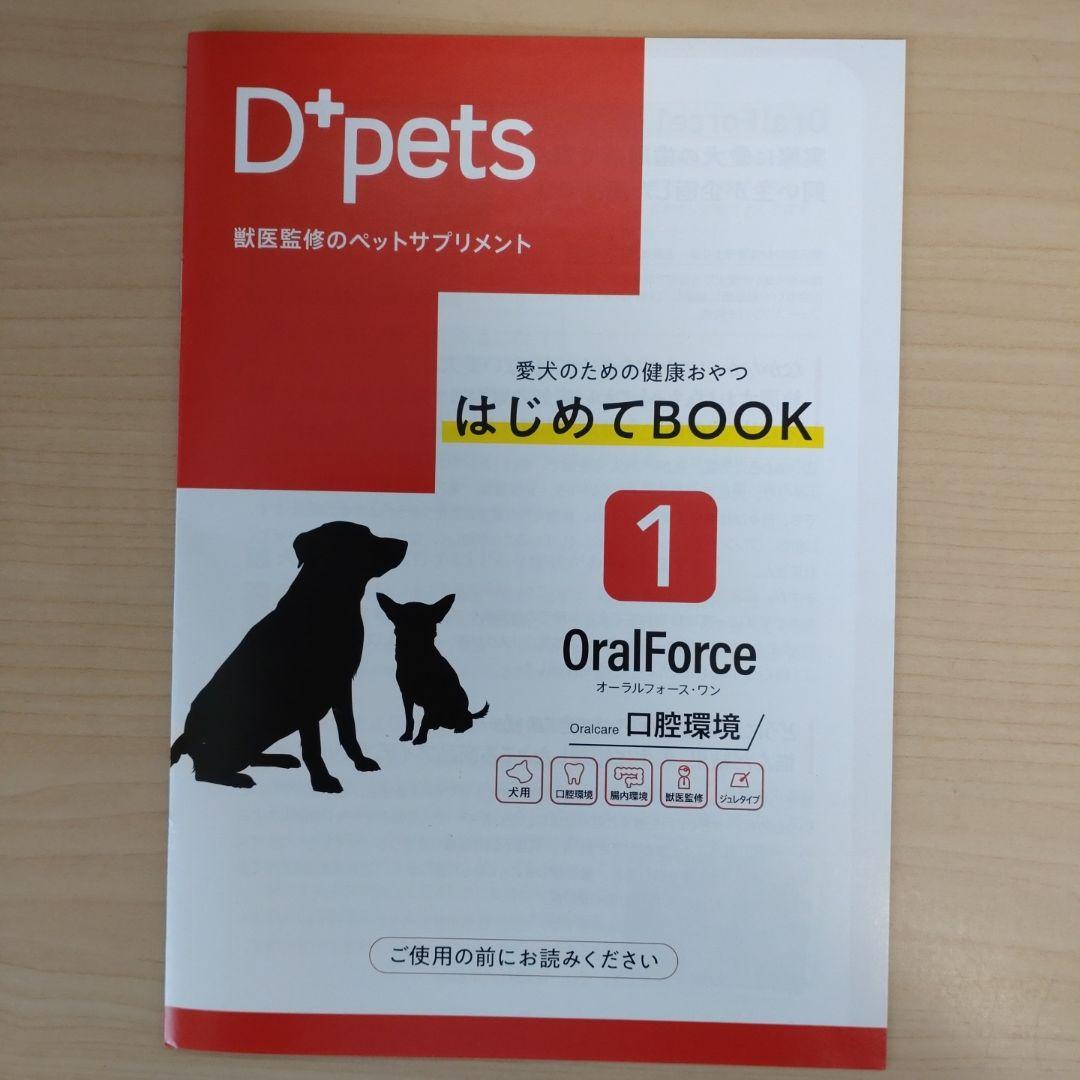 D+pets
獣医監修のペットサプリメント
愛犬のための健康おやつ
はじめてBOOK
1
OralForce
オーラルフォース・ワン
Oralcare 口腔環境
犬用 口腔環境 腸内環境 獣医監修 ジュレタイプ
ご使用の前にお読みください